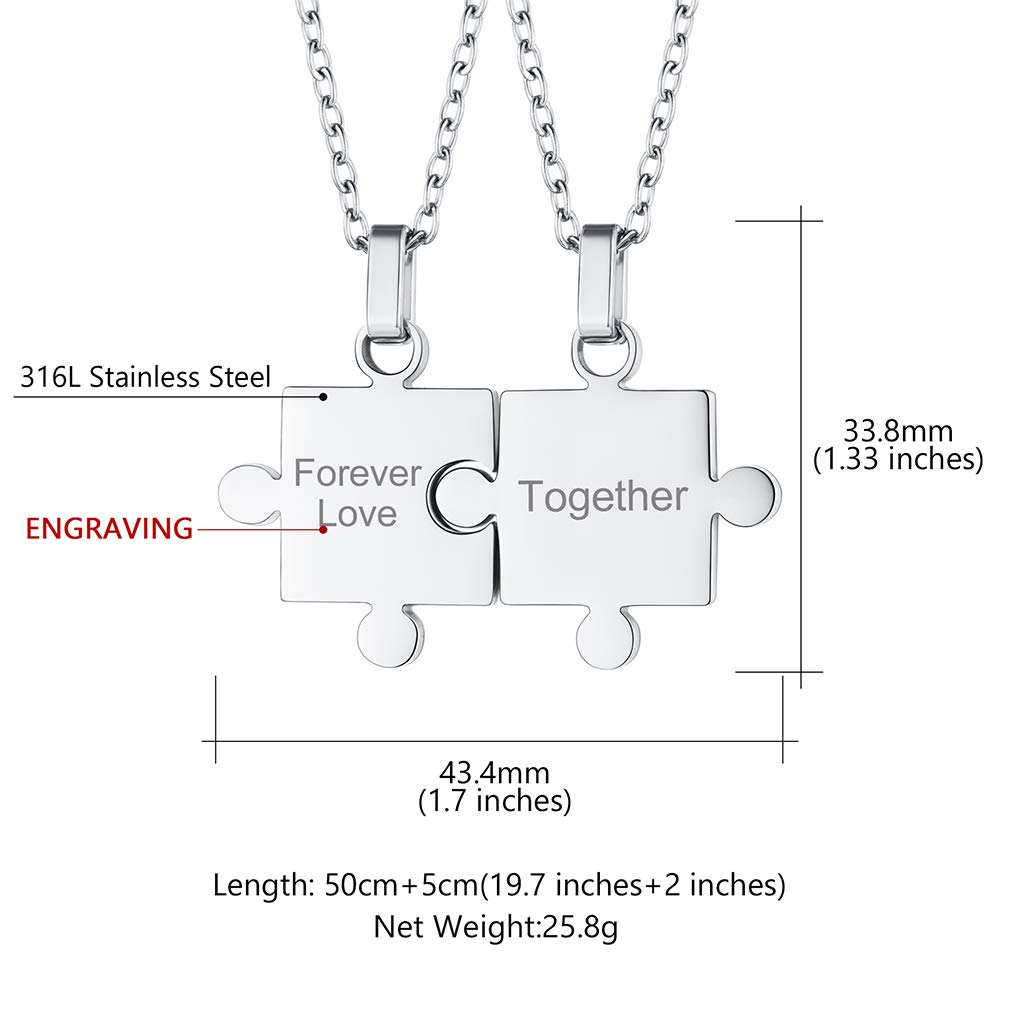 316L Stainless Steel
Forever
Love
Together
ENGRAVING
33.8mm
(1.33 inches)
43.4mm
(1.7 inches)
Length: 50cm+5cm(19.7 inches+2 inches)
Net Weight:25.8g